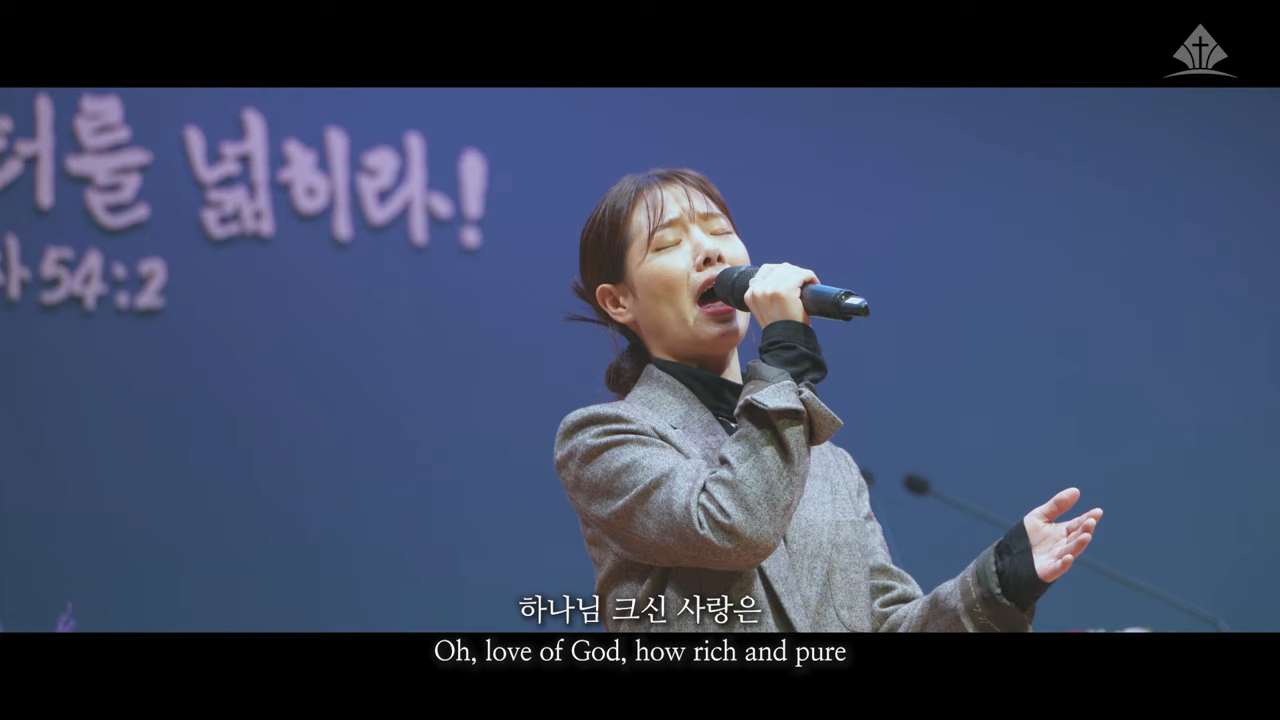 터를 넓히라!
54:2
하나님 크신 사랑은
Oh, love of God, how rich and pure